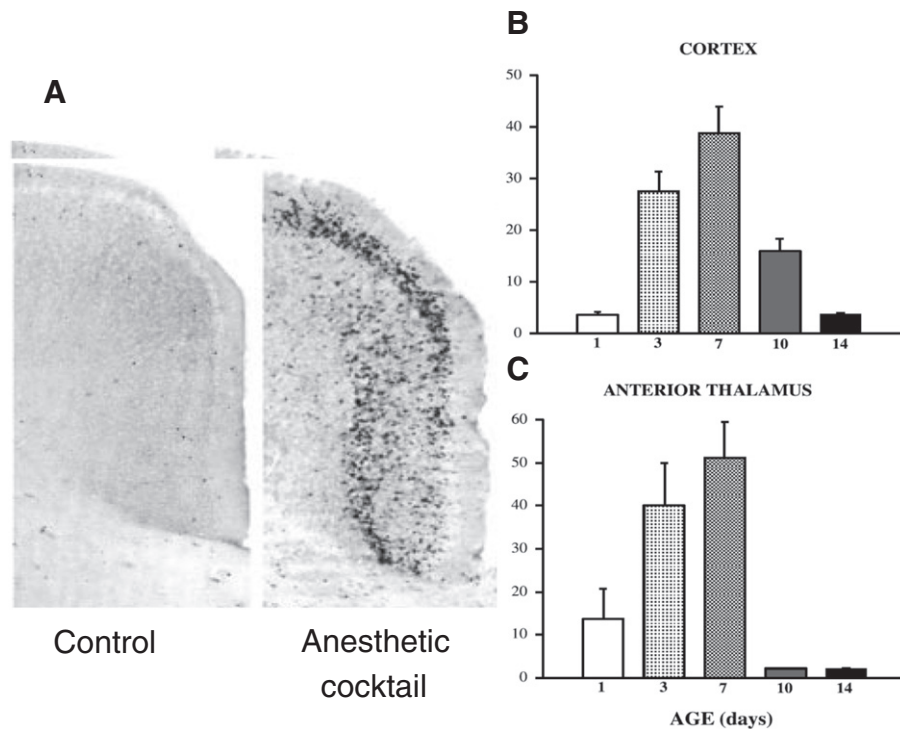 A
Control
Anesthetic
cocktail
B
CORTEX
50
40
30
20
10
0
1 3 7 10 14
C
ANTERIOR THALAMUS
60
50
40
30
20
10
0
1 3 7 10 14
AGE (days)